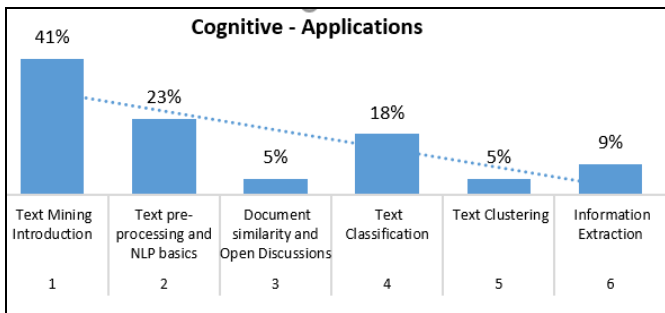 Cognitive - Applications
41%
23%
5%
18%
5%
9%
Text Mining
Introduction
Text pre-
processing and
NLP basics
Document
similarity and
Open Discussions
Text
Classification
Text Clustering
Information
Extraction
1
2
3
4
5
6